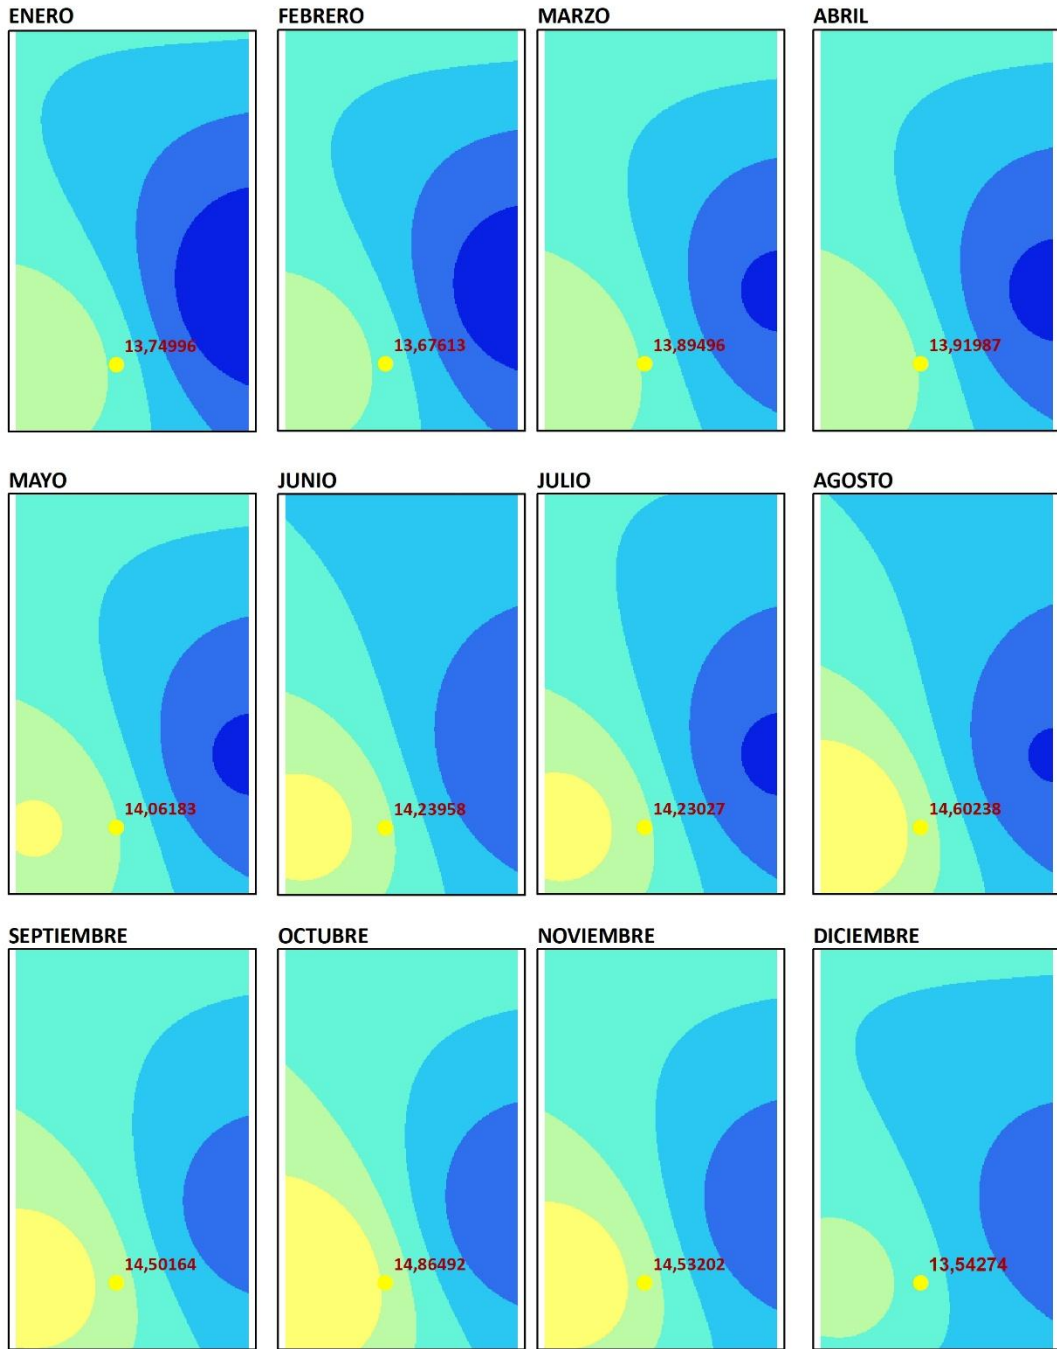 ENERO
FEBRERO
MARZO
ABRIL
13,74996
13,67613
13,89496
13,91987
MAYO
JUNIO
JULIO
AGOSTO
14,06183
14,23958
14,23027
14,60238
SEPTIEMBRE
OCTUBRE
NOVIEMBRE
DICIEMBRE
14,50164
14,86492
14,53202
13,54274